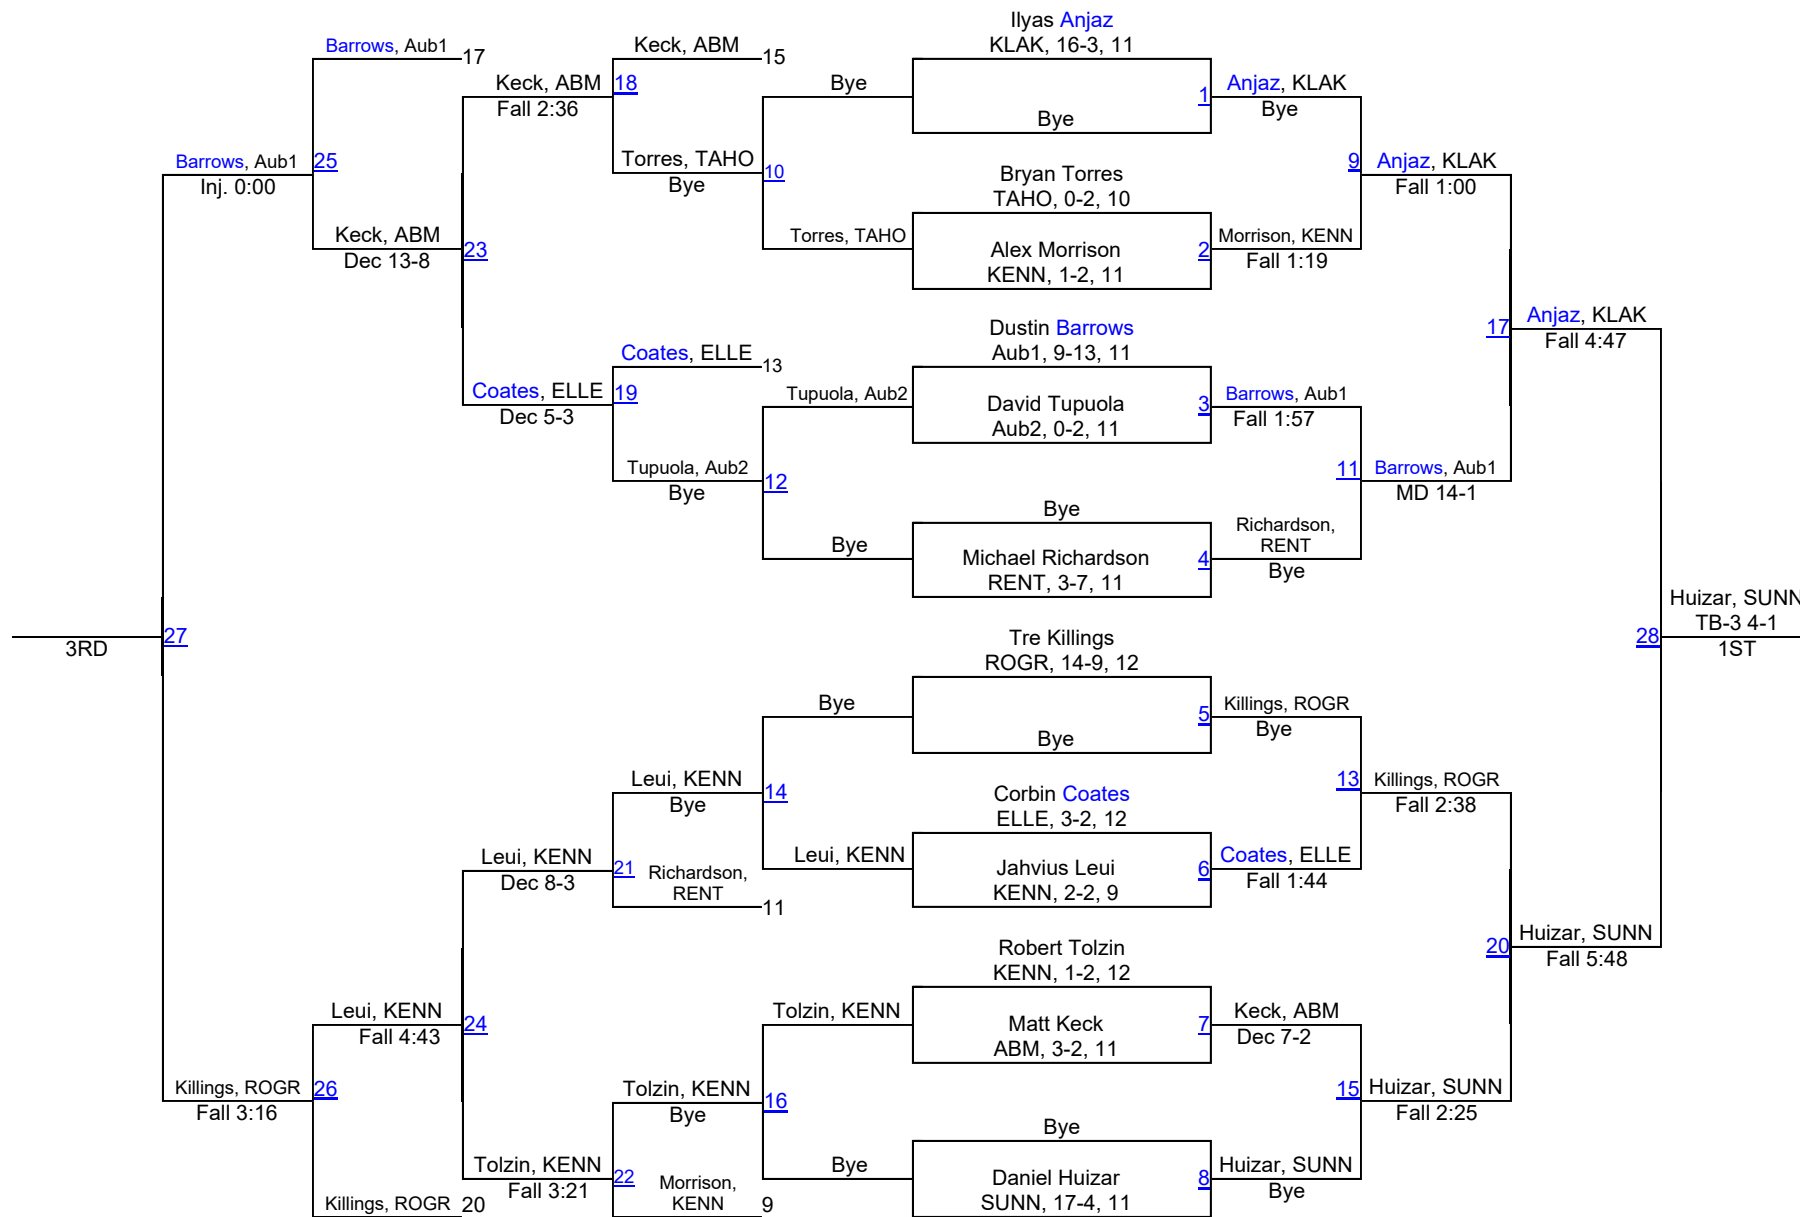 Barrows, Aub1
17
Barrows, Aub1
Inj. 0:00
25
Keck, ABM
Dec 13-8
Keck, ABM
Fall 2:36
18
Keck, ABM
15
Torres, TAHO
Bye
10
Bye
Torres, TAHO
23
Coates, ELLE
Dec 5-3
19
Coates, ELLE
13
Tupuola, Aub2
Bye
12
Tupuola, Aub2
Bye
3RD
27
Ilyas Anjaz
KLAK, 16-3, 11
Bye
1
Anjaz, KLAK
Bye
Bryan Torres
TAHO, 0-2, 10
Alex Morrison
KENN, 1-2, 11
2
Morrison, KENN
Fall 1:19
9
Anjaz, KLAK
Fall 1:00
Dustin Barrows
Aub1, 9-13, 11
David Tupuola
Aub2, 0-2, 11
3
Barrows, Aub1
Fall 1:57
Bye
Michael Richardson
RENT, 3-7, 11
4
Richardson,
RENT
Bye
11
Barrows, Aub1
MD 14-1
17
Anjaz, KLAK
Fall 4:47
28
Huizar, SUNN
TB-3 4-1
1ST
Tre Killings
ROGR, 14-9, 12
Bye
5
Killings, ROGR
Bye
Corbin Coates
ELLE, 3-2, 12
Jahvius Leui
KENN, 2-2, 9
6
Coates, ELLE
Fall 1:44
13
Killings, ROGR
Fall 2:38
Robert Tolzin
KENN, 1-2, 12
Matt Keck
ABM, 3-2, 11
7
Keck, ABM
Dec 7-2
Bye
Daniel Huizar
SUNN, 17-4, 11
8
Huizar, SUNN
Bye
15
Huizar, SUNN
Fall 2:25
20
Huizar, SUNN
Fall 5:48
Bye
Leui, KENN
14
Leui, KENN
Bye
21
Richardson,
RENT
11
Leui, KENN
Dec 8-3
Leui, KENN
Fall 4:43
24
Tolzin, KENN
Bye
16
Tolzin, KENN
Bye
Tolzin, KENN
Fall 3:21
22
Morrison,
KENN
9
Killings, ROGR
Fall 3:16
26
Killings, ROGR
20